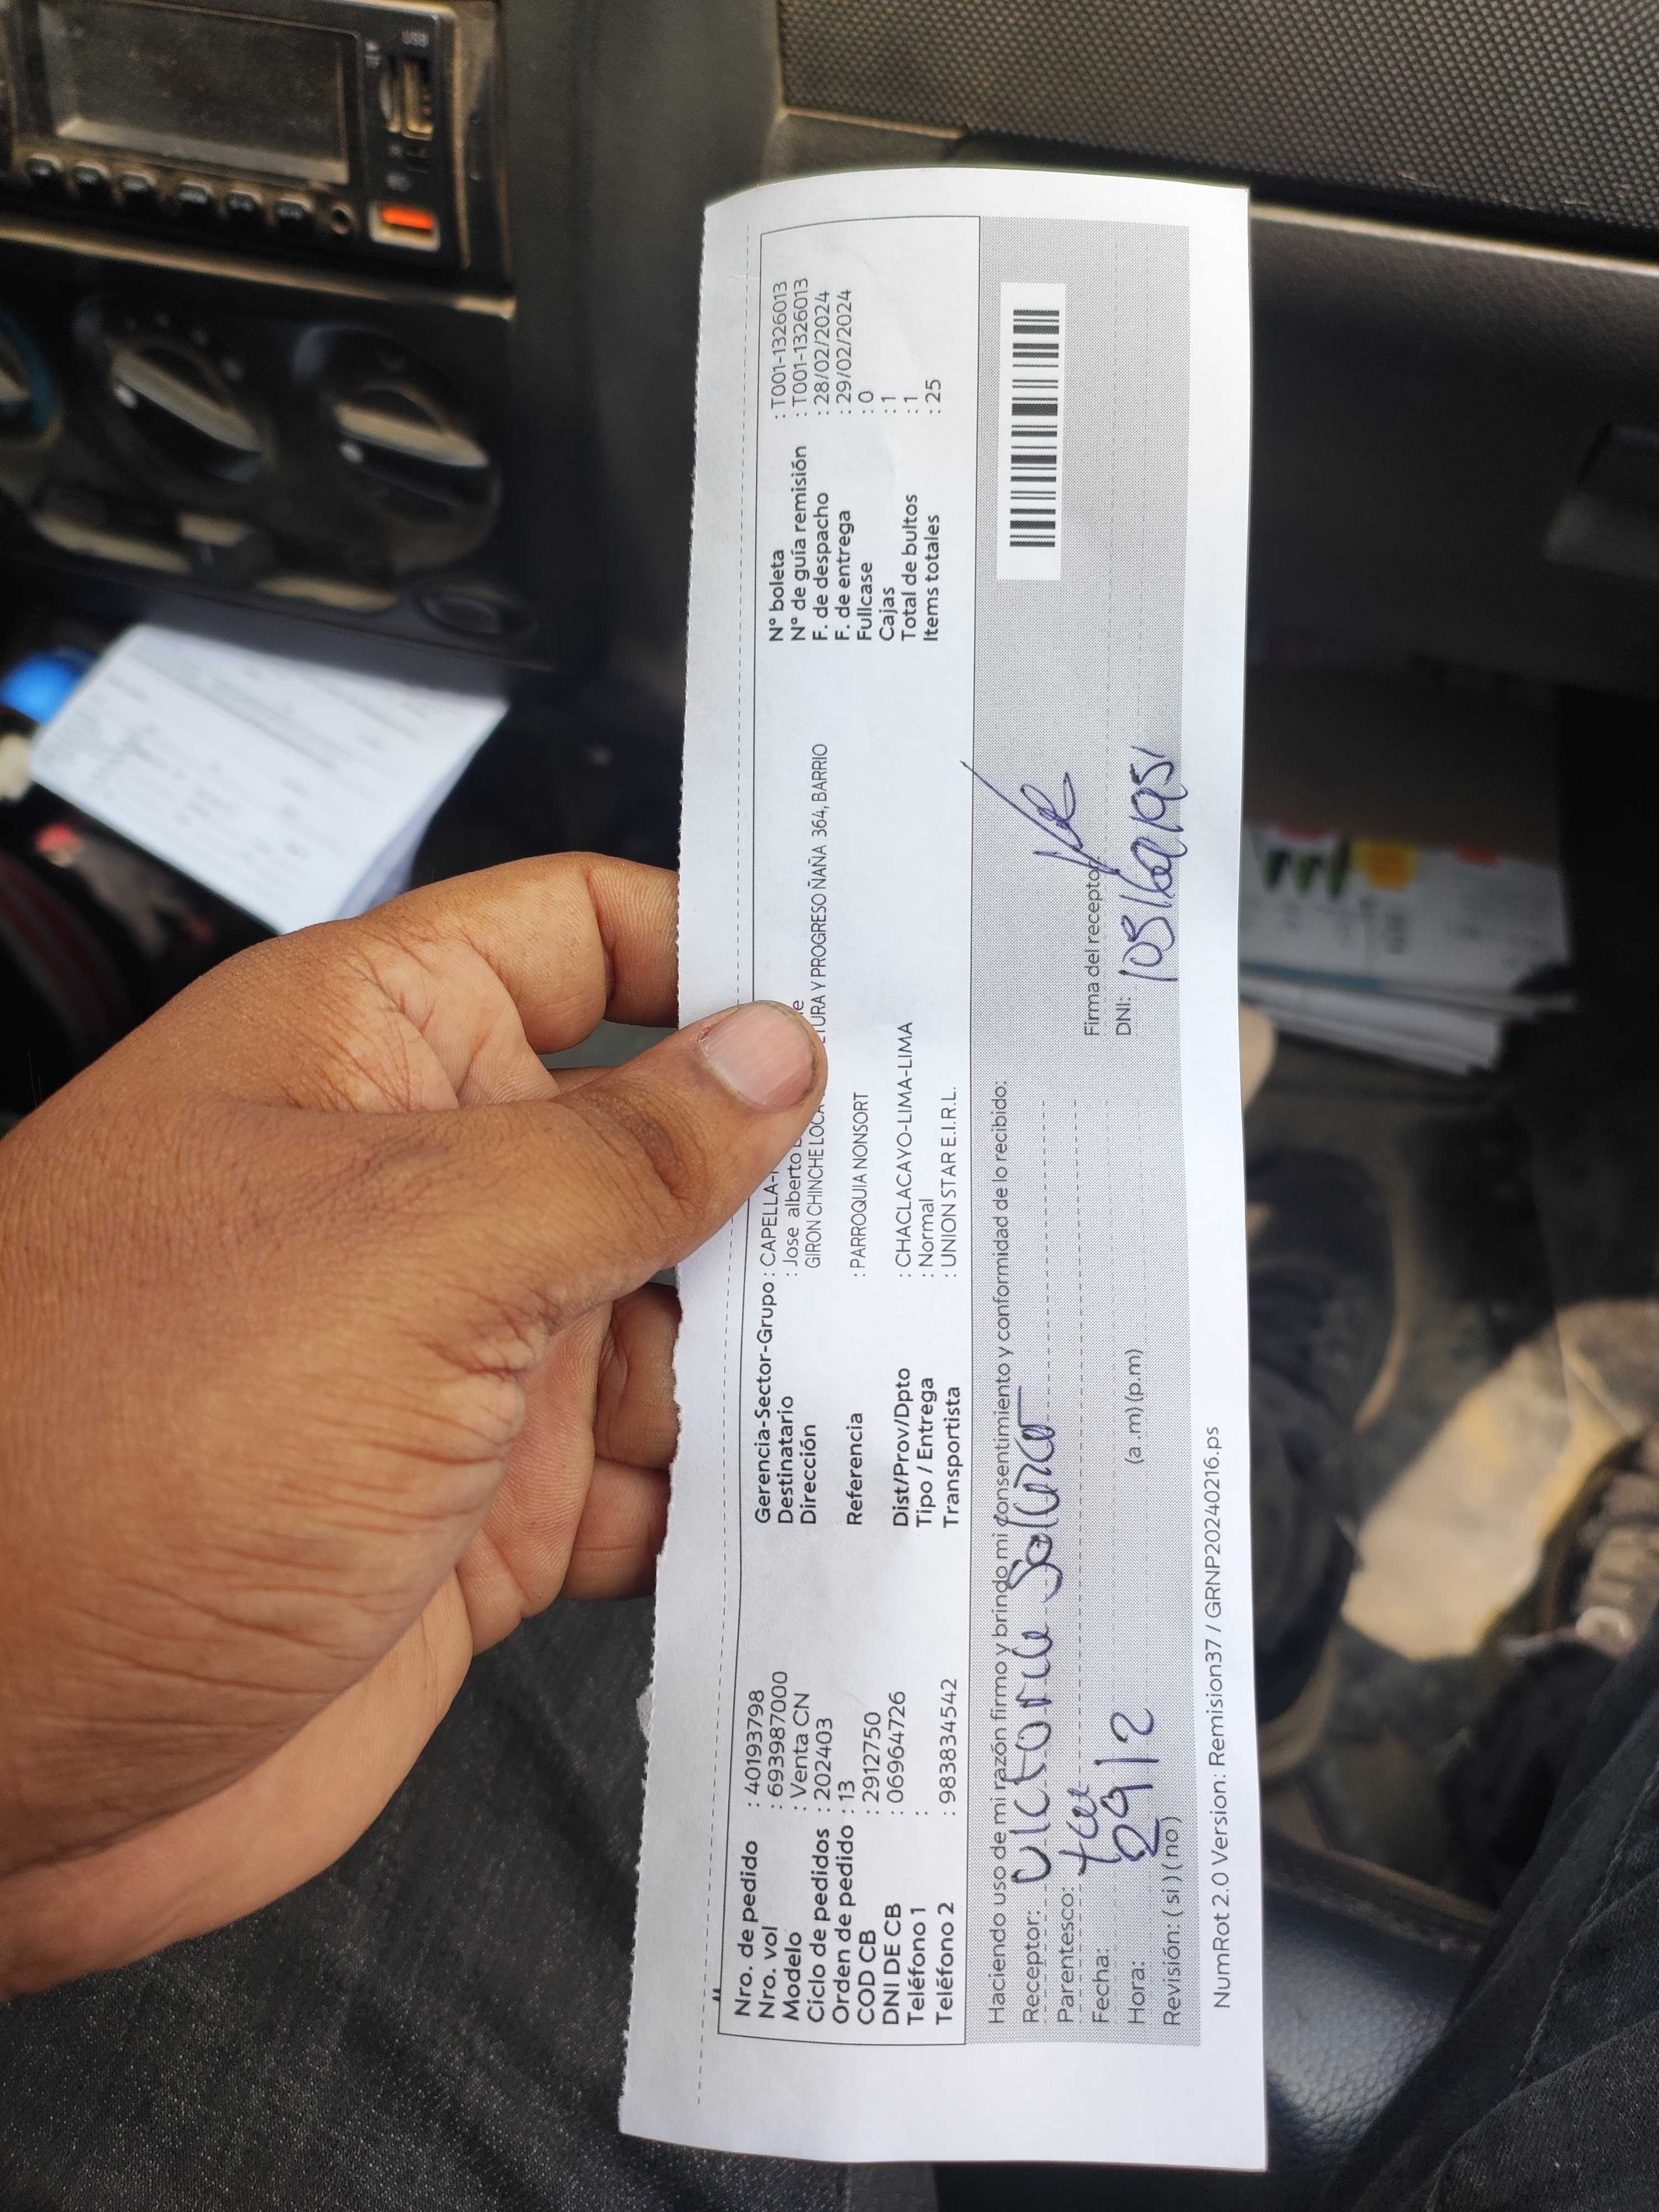 Nro. de pedido : 40193798
Nro. vol : 693987000
Modelo : Venta CN
Ciclo de pedidos : 202403
Orden de pedido : 13
COD CB : 2912750
DNI DE CB : 06964726
Teléfono 1 :
Teléfono 2 : 983834542
Gerencia-Sector-Grupo : CAPELLA-
Destinatario : Jose alberto
Dirección GIRON CHINCHE LOCA URA Y PROGRESO ÑAÑA 364, BARRIO
Referencia : PARROQUIA NONSORT
Dist/Prov/Dpto : CHACLACAYO-LIMA-LIMA
Tipo / Entrega : Normal
Transportista : UNION STAR E.I.R.L.
N° boleta : T001-1326013
N° de guía remisión : T001-1326013
F. de despacho : 28/02/2024
F. de entrega : 29/02/2024
Fullcase : 0
Cajas : 1
Total de bultos : 1
Items totales : 25
Haciendo uso de mi razón firmo y brindo mi consentimiento y conformidad de lo recibido:
Receptor:
Parentesco:
Fecha: 29/2
Hora: (a .m) (p.m)
Revisión: ( si ) ( no )
Firma del receptor
DNI:
NumRot 2.0 Version: Remision37 / GRNP20240216.ps
USB